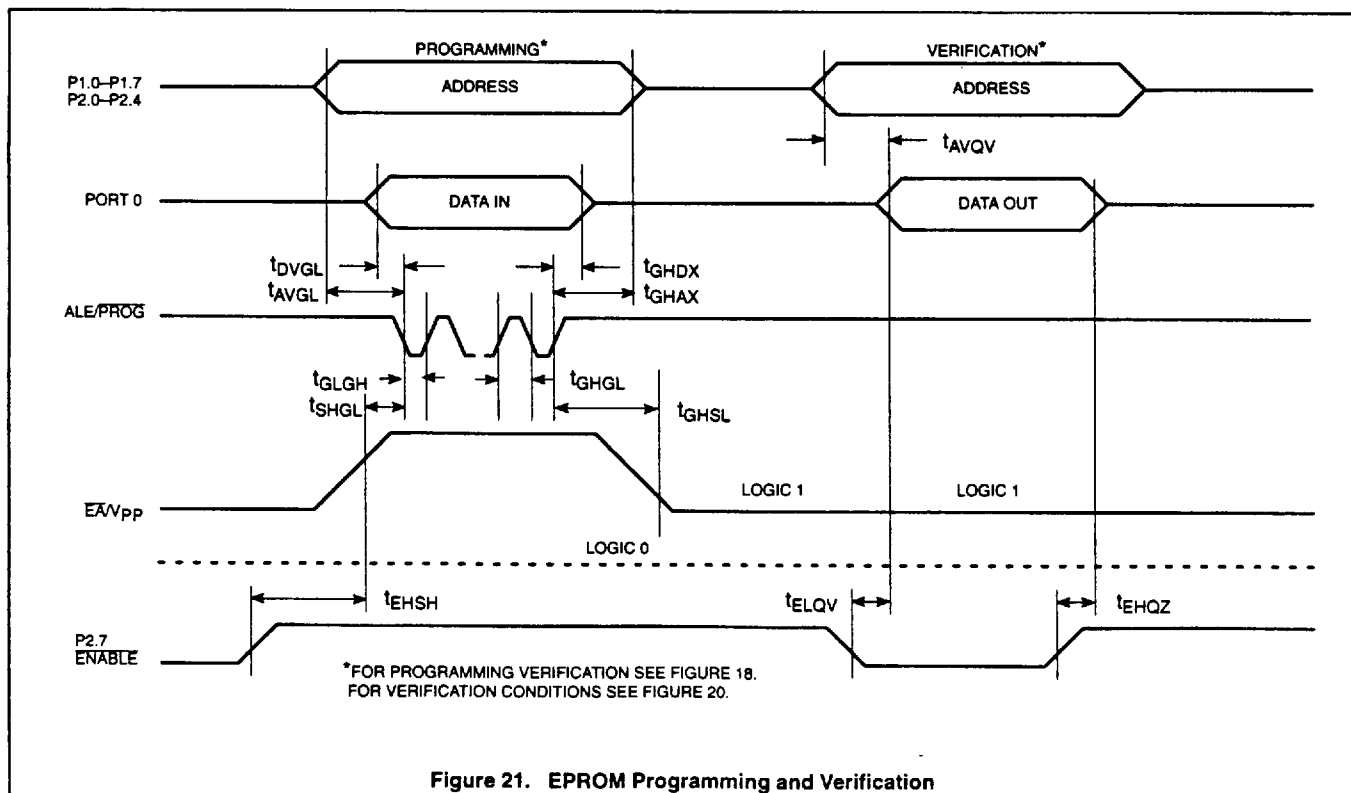 PROGRAMMING*
VERIFICATION*
P1.0–P1.7
P2.0–P2.4
ADDRESS
ADDRESS
tAVQV
PORT 0
DATA IN
DATA OUT
tDVGL
tGHDX
tAVGL
tGHAX
ALE/PROG
tGLGH
tGHGL
tSHGL
tGHSL
LOGIC 1
LOGIC 1
EA/VPP
LOGIC 0
tEHSH
tELQV
tEHQZ
P2.7
ENABLE
*FOR PROGRAMMING VERIFICATION SEE FIGURE 18.
FOR VERIFICATION CONDITIONS SEE FIGURE 20.
Figure 21. EPROM Programming and Verification